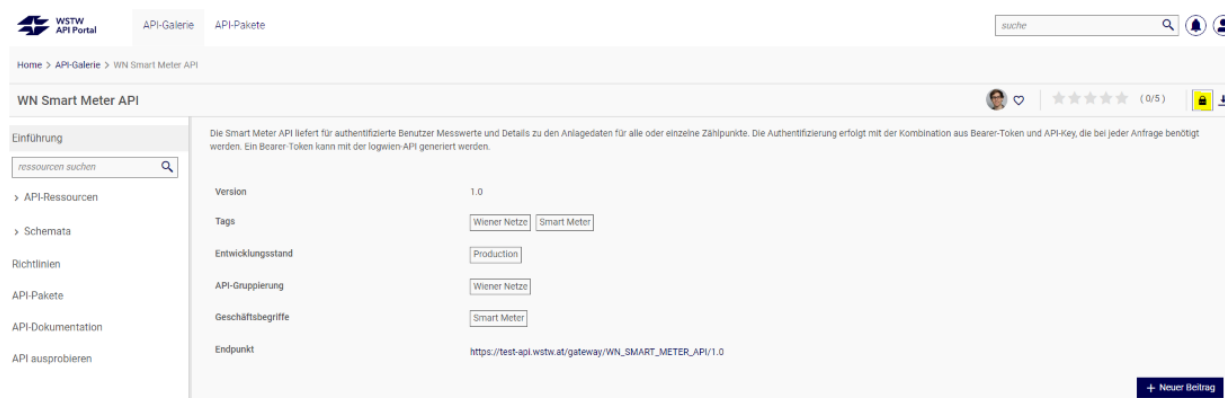 WSTW
API Portal
API-Galerie
API-Pakete
suche
Home > API-Galerie > WN Smart Meter API
WN Smart Meter API
(0/5)
Einführung
ressourcen suchen
> API-Ressourcen
> Schemata
Richtlinien
API-Pakete
API-Dokumentation
API ausprobieren
Die Smart Meter API liefert für authentifizierte Benutzer Messwerte und Details zu den Anlagedaten für alle oder einzelne Zählpunkte. Die Authentifizierung erfolgt mit der Kombination aus Bearer-Token und API-Key, die bei jeder Anfrage benötigt
werden. Ein Bearer-Token kann mit der logwien-API generiert werden.
Version 1.0
Tags Wiener Netze Smart Meter
Entwicklungsstand Production
API-Gruppierung Wiener Netze
Geschäftsbegriffe Smart Meter
Endpunkt https://test-api.wstw.at/gateway/WN_SMART_METER_API/1.0
+ Neuer Beitrag